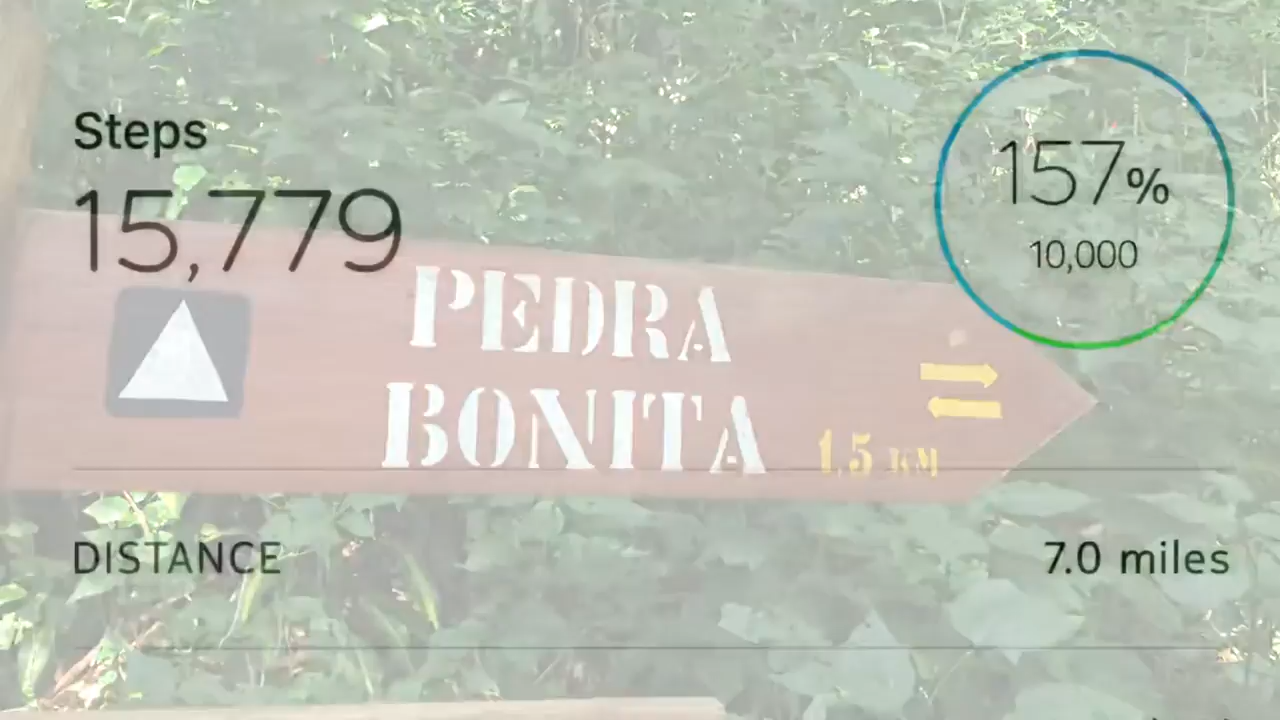 Steps
15,779
157%
10,000
PEDRA
BONITA
1.5 KM
DISTANCE
7.0 miles